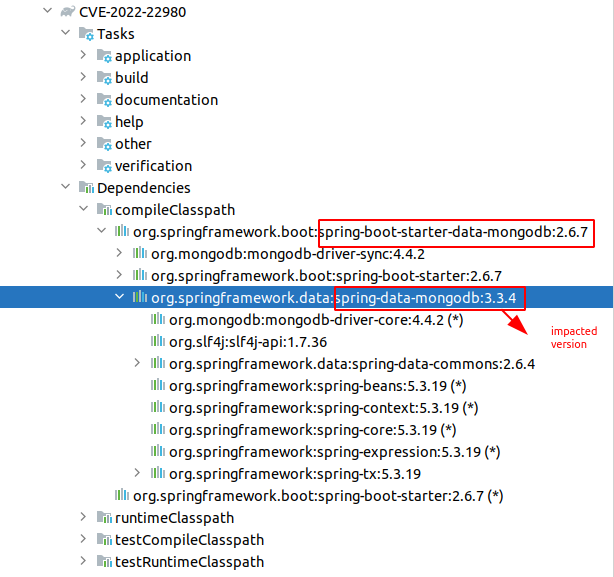 CVE-2022-22980
Tasks
application
build
documentation
help
other
verification
Dependencies
compileClasspath
org.springframework.boot:spring-boot-starter-data-mongodb:2.6.7
org.mongodb:mongodb-driver-sync:4.4.2
org.springframework.boot:spring-boot-starter:2.6.7
org.springframework.data:spring-data-mongodb:3.3.4
org.mongodb:mongodb-driver-core:4.4.2 (*)
impacted
version
org.slf4j:slf4j-api:1.7.36
org.springframework.data:spring-data-commons:2.6.4
org.springframework:spring-beans:5.3.19 (*)
org.springframework:spring-context:5.3.19 (*)
org.springframework:spring-core:5.3.19 (*)
org.springframework:spring-expression:5.3.19 (*)
org.springframework:spring-tx:5.3.19
org.springframework.boot:spring-boot-starter:2.6.7 (*)
runtimeClasspath
testCompileClasspath
testRuntimeClasspath